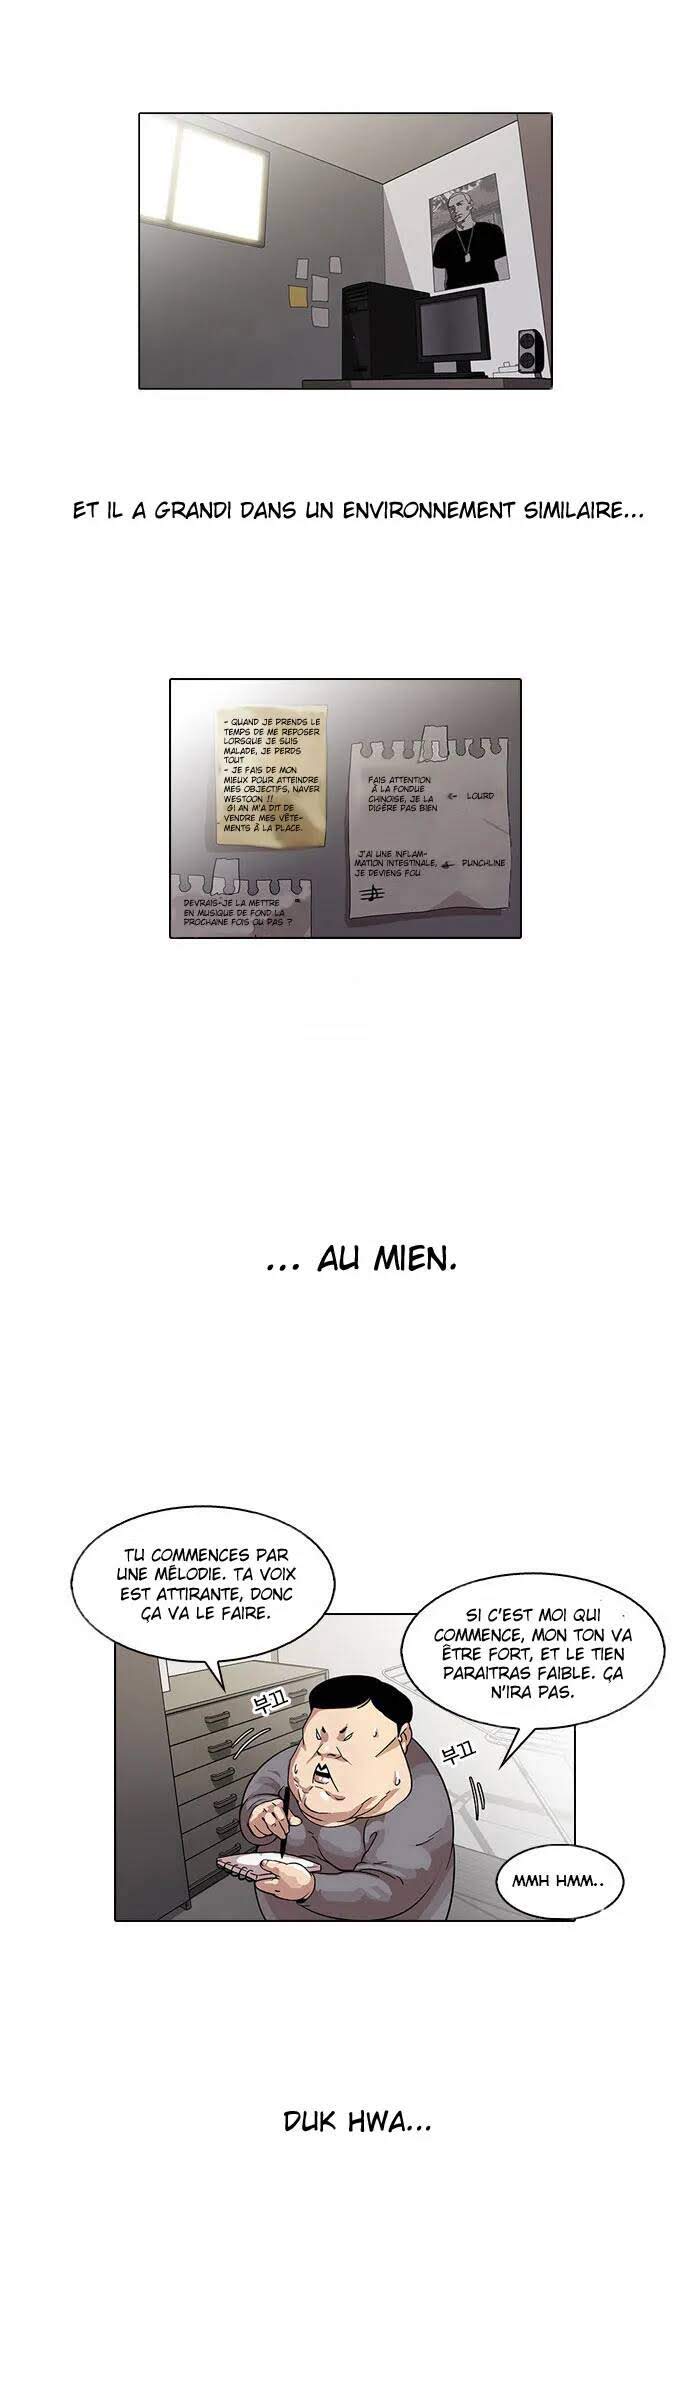 ET IL A GRANDI DANS UN ENVIRONNEMENT SIMILAIRE...
- QUAND JE PRENDS LE
TEMPS DE ME REPOSER
LORSQUE JE SUIS
MALADE, JE PERDS
TOUT
- JE FAIS DE MON
MIEUX POUR ATTEINDRE
MES OBJECTIFS, NAVER
WESTOON !!
GI AN M'A DIT DE
VENDRE MES VÊTE-
MENTS À LA PLACE.
FAIS ATTENTION
À LA FONDUE
CHINOISE, JE LA
DIGÈRE PAS BIEN
← LOURD
J'AI UNE INFLAM-
MATION INTESTINALE,
JE DEVIENS FOU
← PUNCHLINE
DEVRAIS-JE LA METTRE
EN MUSIQUE DE FOND LA
PROCHAINE FOIS OU PAS ?
... AU MIEN.
TU COMMENCES PAR
UNE MÉLODIE. TA VOIX
EST ATTIRANTE, DONC
ÇA VA LE FAIRE.
SI C'EST MOI QUI
COMMENCE, MON TON VA
ÊTRE FORT, ET LE TIEN
PARAITRAS FAIBLE. ÇA
N'IRA PAS.
부끄
부끄
MMH HMM..
DUK HWA...